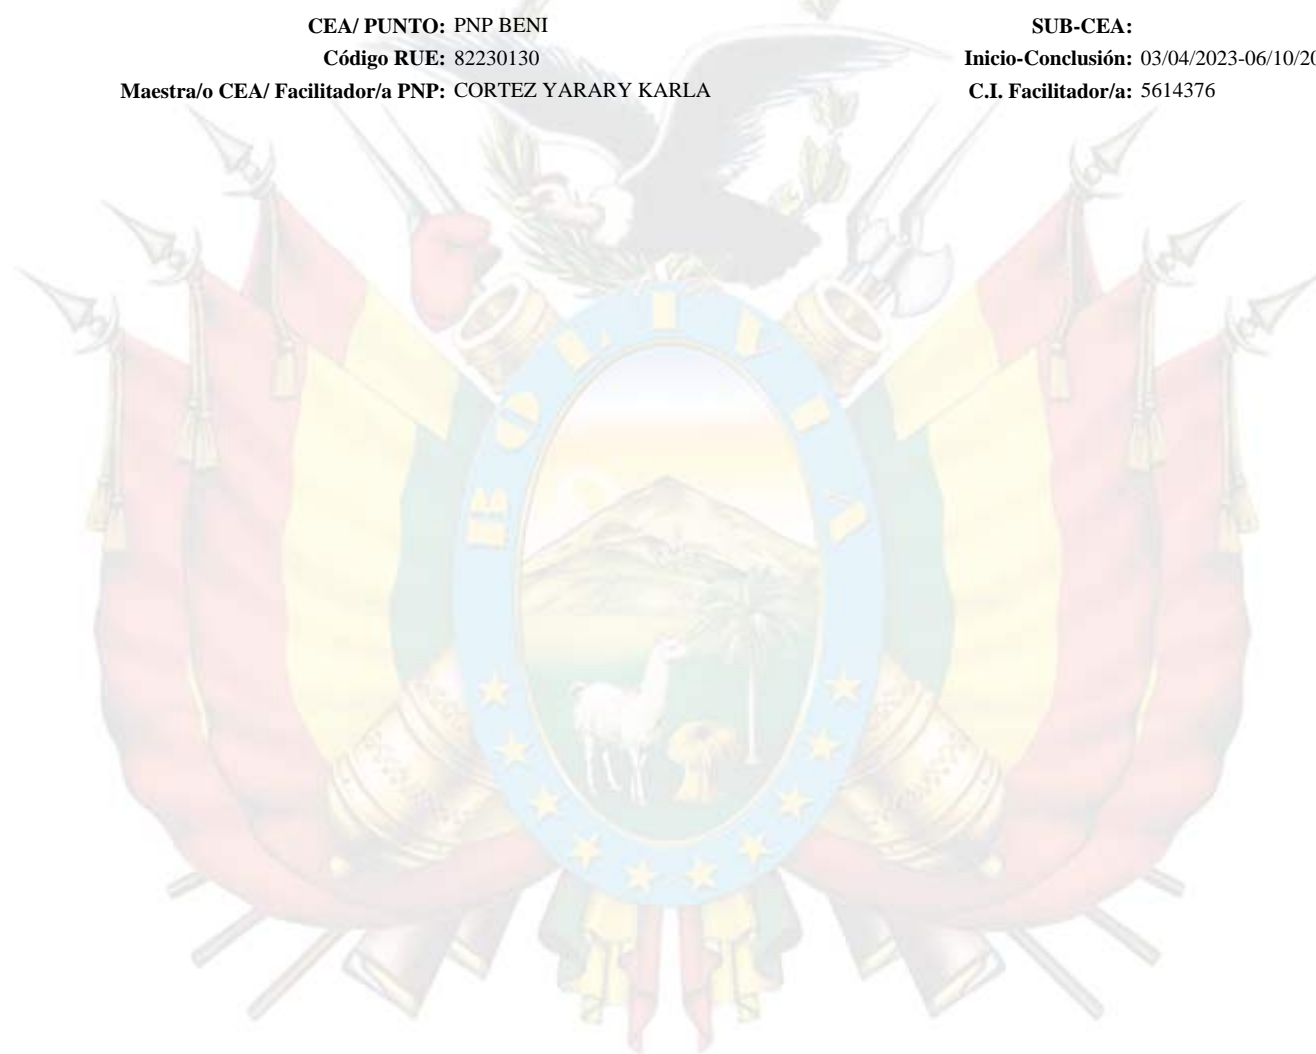 CEA/ PUNTO: PNP BENI SUB-CEA:
Código RUE: 82230130 Inicio-Conclusión: 03/04/2023-06/10/20
Maestra/o CEA/ Facilitador/a PNP: CORTEZ YARARY KARLA C.I. Facilitador/a: 5614376
BOLIVIA